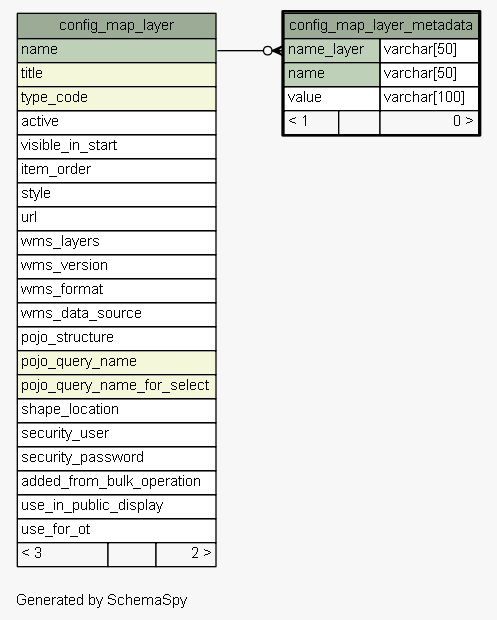 config_map_layer
name
title
type_code
active
visible_in_start
item_order
style
url
wms_layers
wms_version
wms_format
wms_data_source
pojo_structure
pojo_query_name
pojo_query_name_for_select
shape_location
security_user
security_password
added_from_bulk_operation
use_in_public_display
use_for_ot
< 3 2 >
config_map_layer_metadata
name_layer varchar[50]
name varchar[50]
value varchar[100]
< 1 0 >
Generated by SchemaSpy